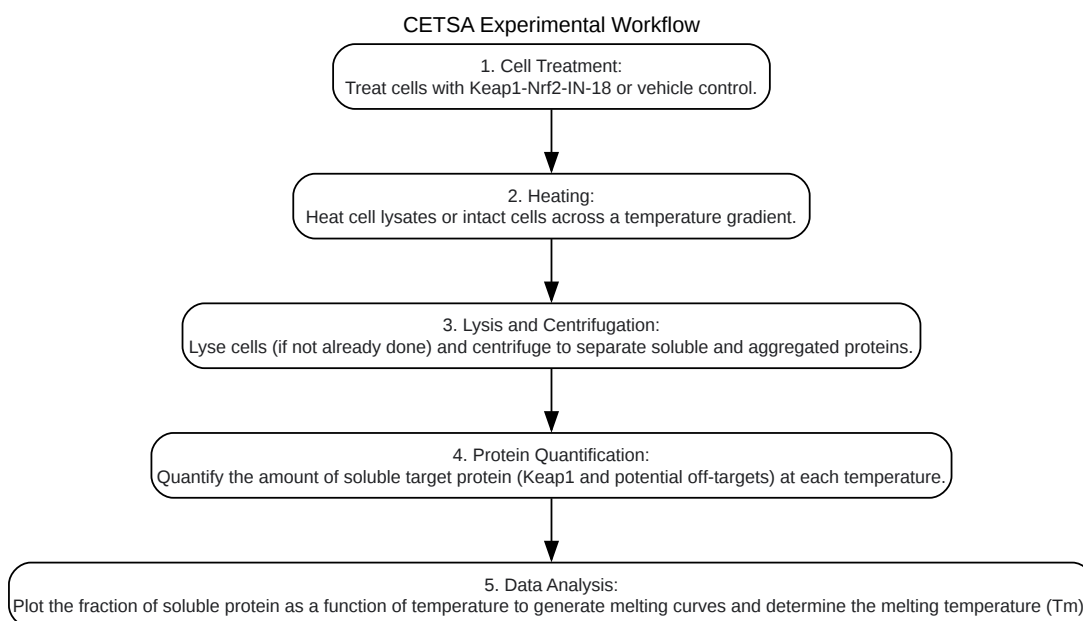 CETSA Experimental Workflow
1. Cell Treatment:
Treat cells with Keap1-Nrf2-IN-18 or vehicle control.
2. Heating:
Heat cell lysates or intact cells across a temperature gradient.
3. Lysis and Centrifugation:
Lyse cells (if not already done) and centrifuge to separate soluble and aggregated proteins.
4. Protein Quantification:
Quantify the amount of soluble target protein (Keap1 and potential off-targets) at each temperature.
5. Data Analysis:
Plot the fraction of soluble protein as a function of temperature to generate melting curves and determine the melting temperature (Tm)